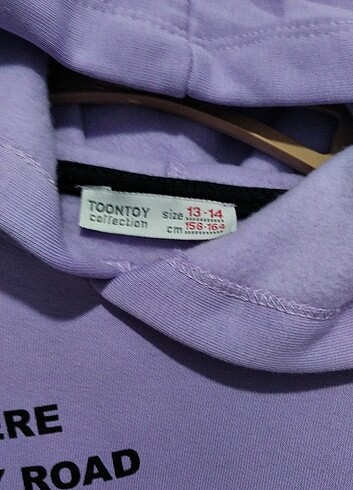 TOONTOY size 13-14
collection cm 158-164
ERE
ROAD